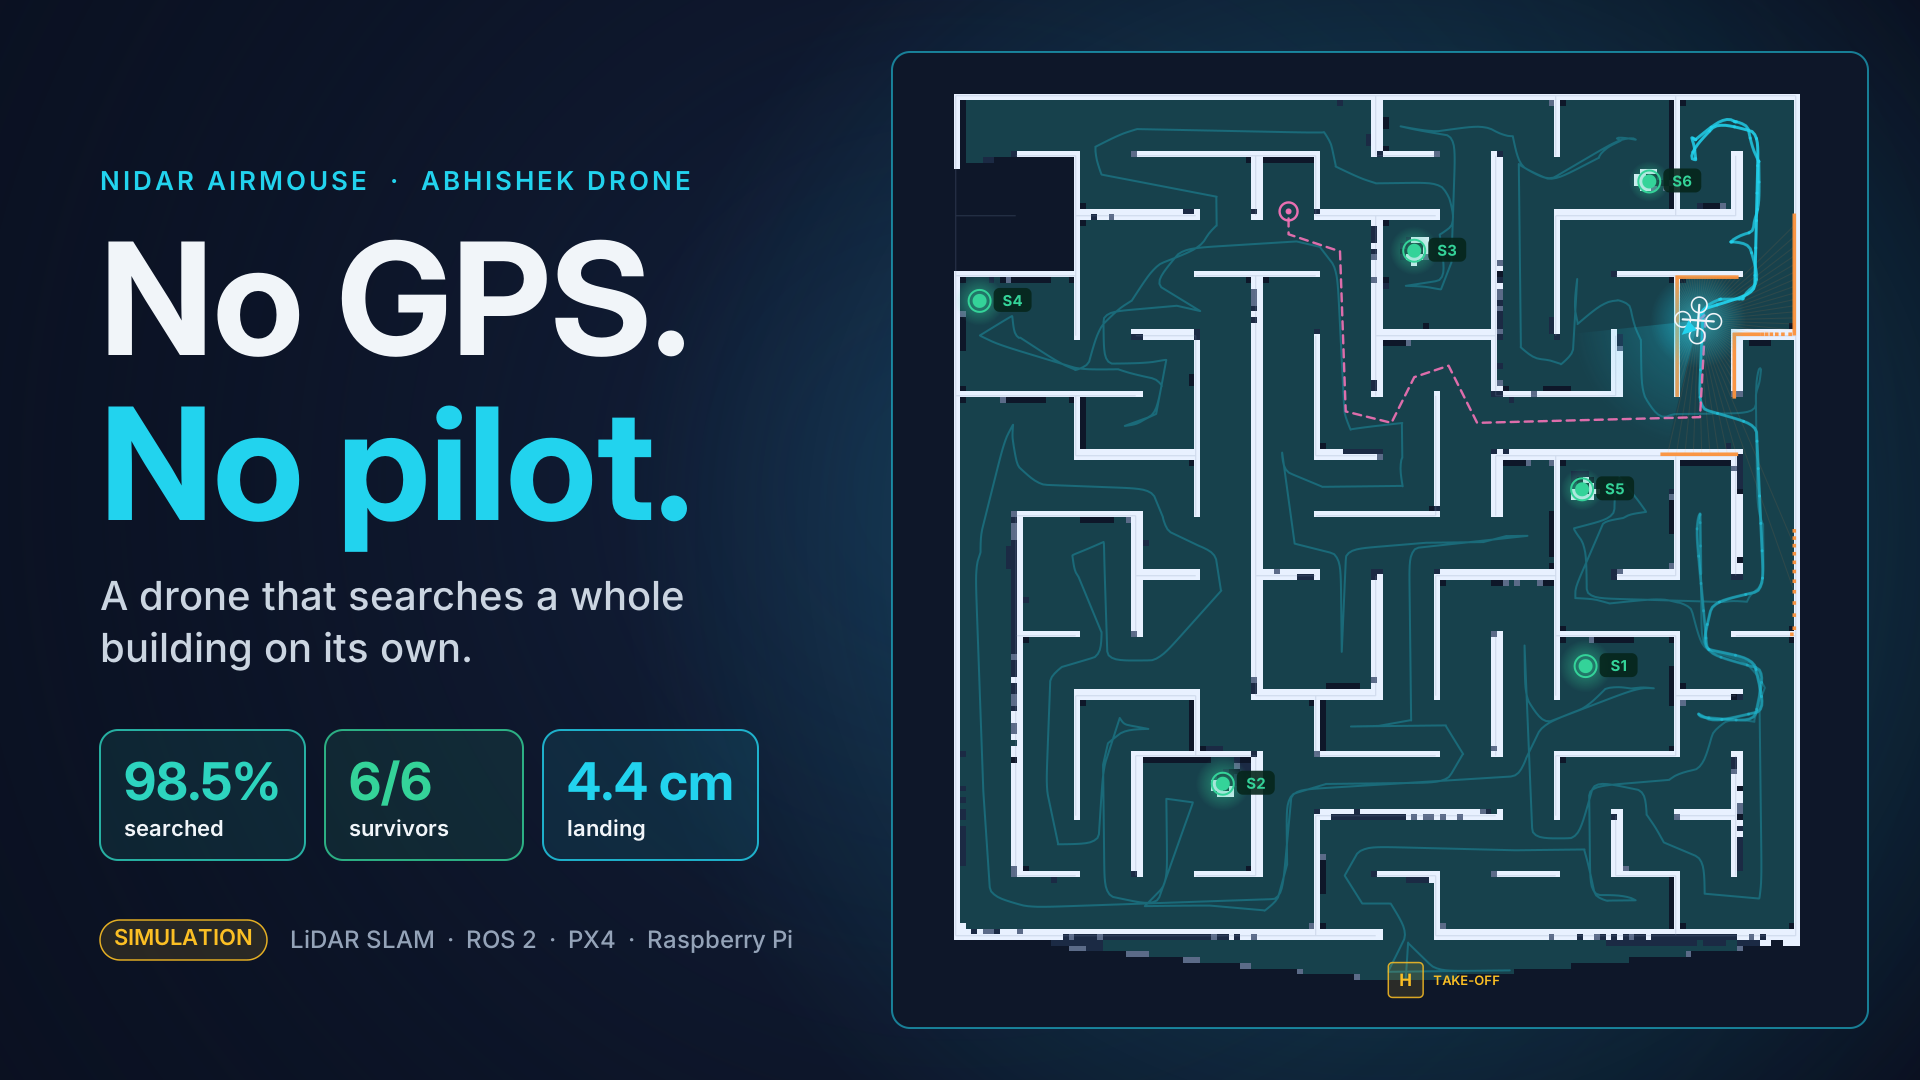 NIDAR AIRMOUSE · ABHISHEK DRONE
No GPS.
No pilot.
A drone that searches a whole
building on its own.
98.5%
searched
6/6
survivors
4.4 cm
landing
SIMULATION
LiDAR SLAM · ROS 2 · PX4 · Raspberry Pi
S6
S3
S4
S5
S1
S2
H
TAKE-OFF